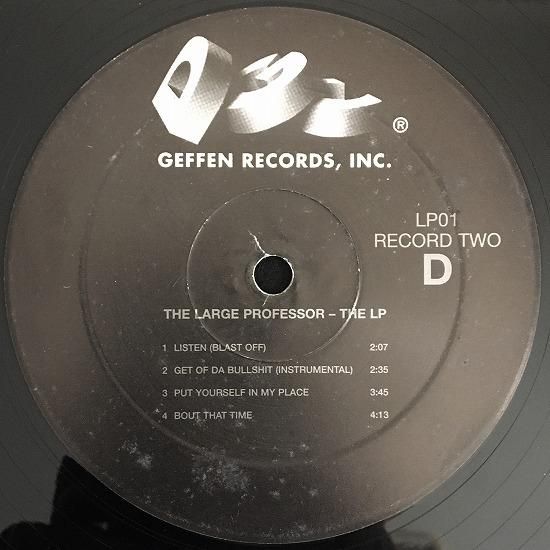 ®
GEFFEN RECORDS, INC.
LP01
RECORD TWO
D
THE LARGE PROFESSOR – THE LP
1 LISTEN (BLAST OFF) 2:07
2 GET OF DA BULLSHIT (INSTRUMENTAL) 2:35
3 PUT YOURSELF IN MY PLACE 3:45
4 BOUT THAT TIME 4:13